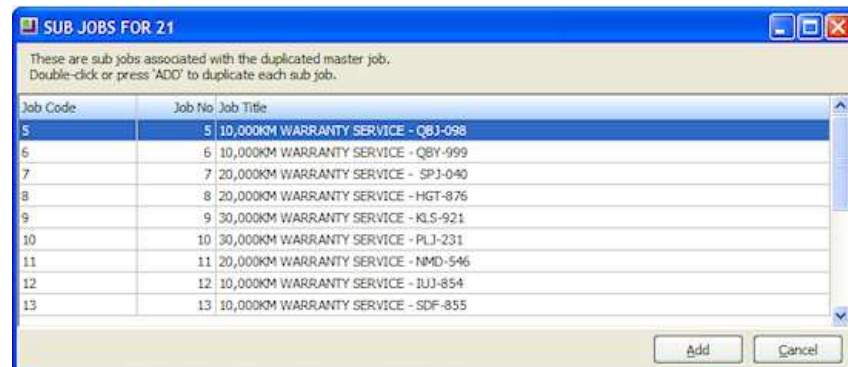 SUB JOBS FOR 21
These are sub jobs associated with the duplicated master job.
Double-click or press 'ADD' to duplicate each sub job.
Job Code Job No Job Title
5 5 10,000KM WARRANTY SERVICE - QBJ-098
6 6 10,000KM WARRANTY SERVICE - QBY-999
7 7 20,000KM WARRANTY SERVICE -  SPJ-040
8 8 20,000KM WARRANTY SERVICE -HGT-876
9 9 30,000KM WARRANTY SERVICE - KLS-921
10 10 30,000KM WARRANTY SERVICE - PLJ-231
11 11 20,000KM WARRANTY SERVICE - NMD-546
12 12 10,000KM WARRANTY SERVICE - IUJ-854
13 13 10,000KM WARRANTY SERVICE - SDF-855
Add Cancel